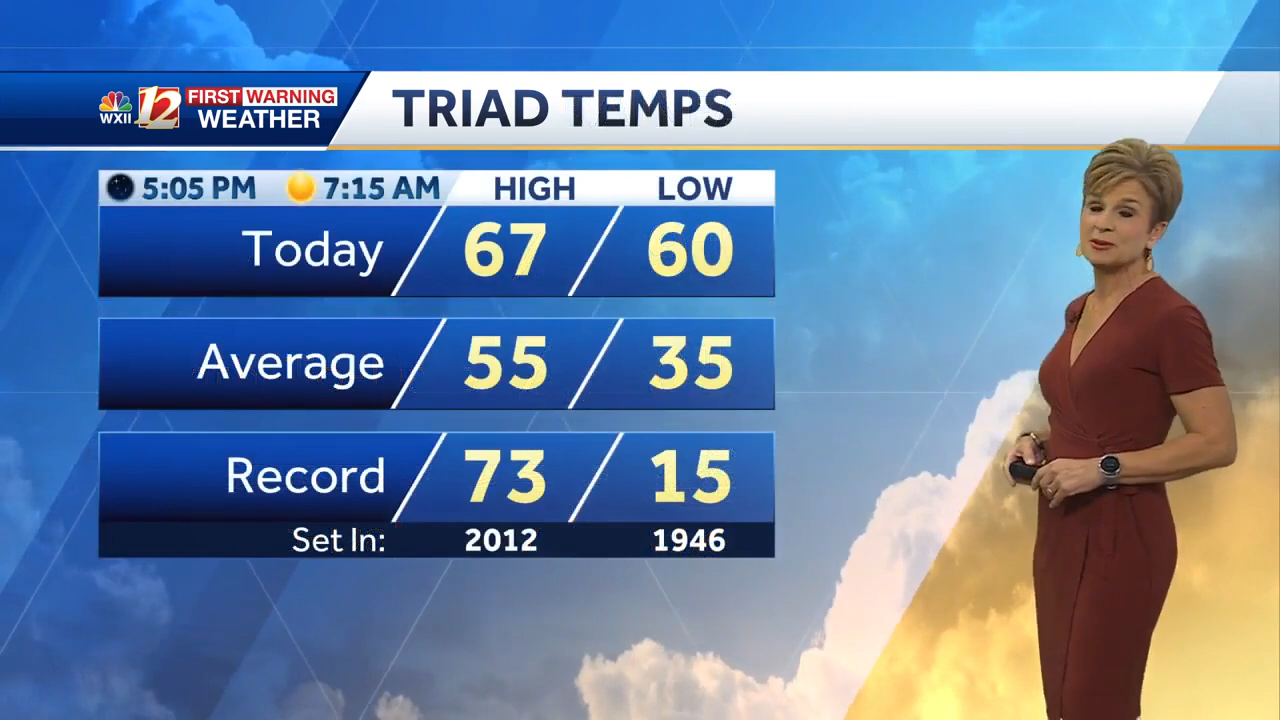 WXII 12 FIRST WARNING WEATHER
TRIAD TEMPS
5:05 PM 7:15 AM HIGH LOW
Today 67 60
Average 55 35
Record 73 15
Set In: 2012 1946